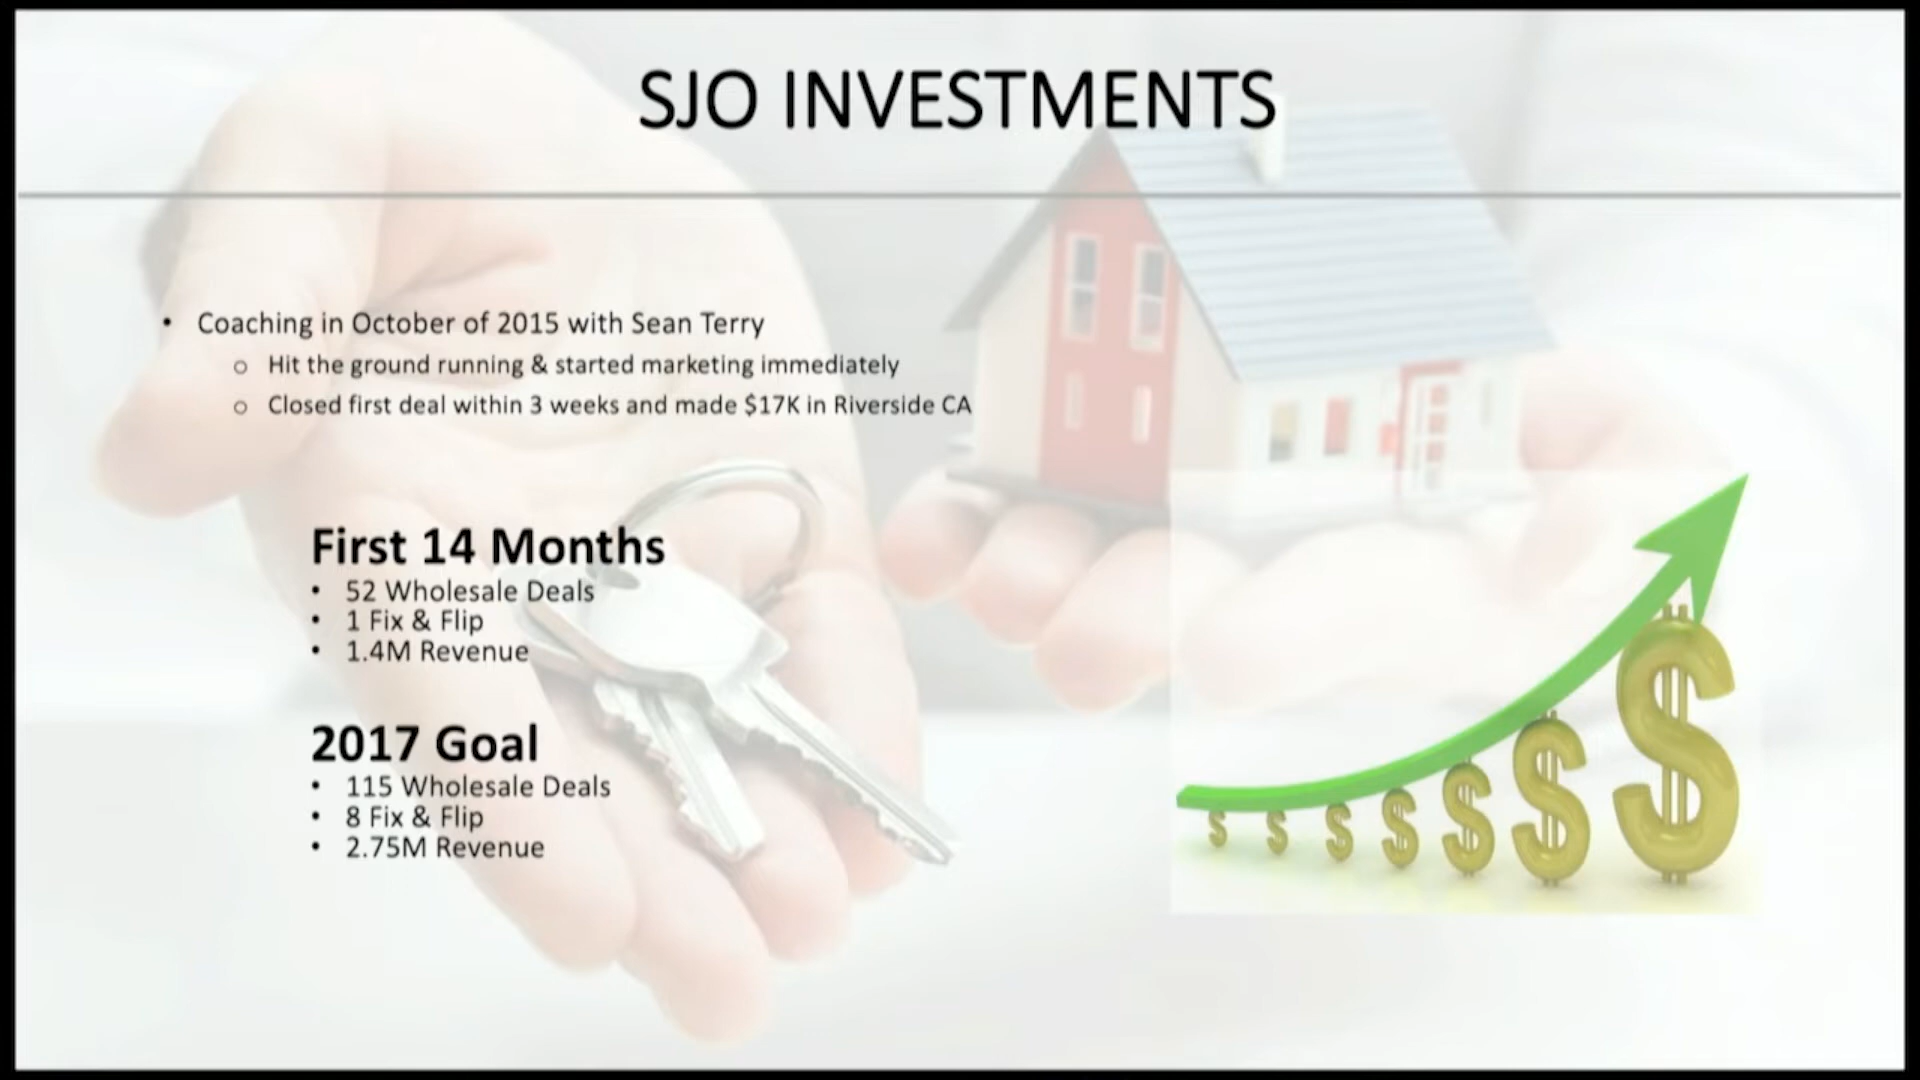 SJO INVESTMENTS
• Coaching in October of 2015 with Sean Terry
o Hit the ground running & started marketing immediately
o Closed first deal within 3 weeks and made $17K in Riverside CA
First 14 Months
• 52 Wholesale Deals
• 1 Fix & Flip
• 1.4M Revenue
2017 Goal
• 115 Wholesale Deals
• 8 Fix & Flip
• 2.75M Revenue
$ $ $ $ $ $ $